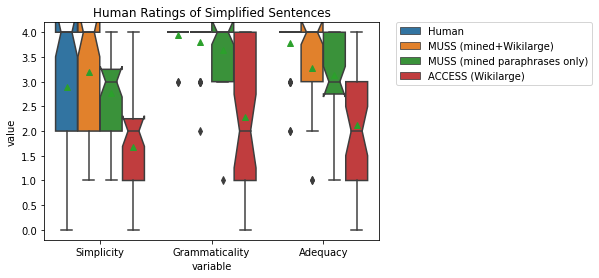 Human Ratings of Simplified Sentences
4.0
3.5
3.0
2.5
2.0
1.5
1.0
0.5
0.0
value
Simplicity
Grammaticality
Adequacy
variable
Human
MUSS (mined+Wikilarge)
MUSS (mined paraphrases only)
ACCESS (Wikilarge)